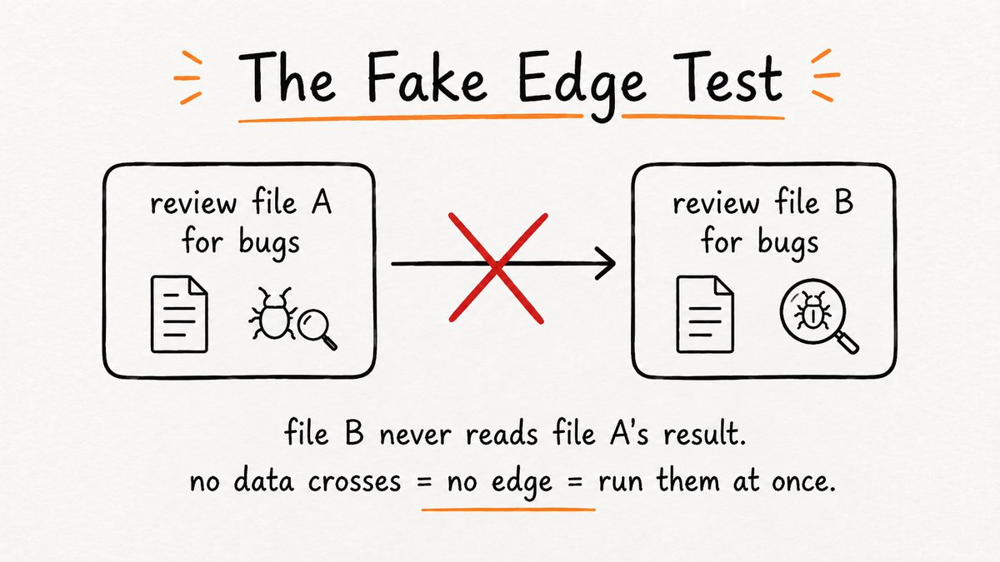 The Fake Edge Test
review file A
for bugs
review file B
for bugs
file B never reads file A's result.
no data crosses = no edge = run them at once.